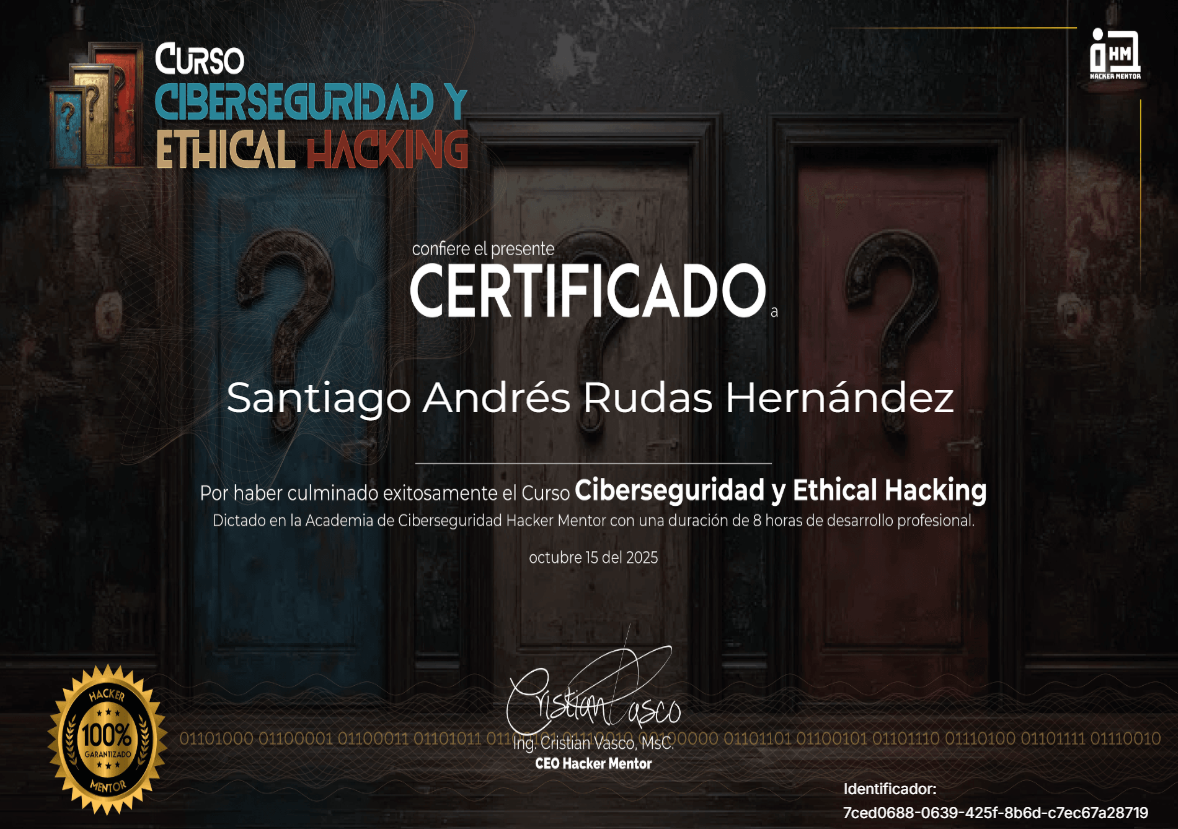 CURSO
CIBERSEGURIDAD Y
ETHICAL HACKING
HM
HACKER MENTOR
confiere el presente
CERTIFICADO a
Santiago Andrés Rudas Hernández
Por haber culminado exitosamente el Curso Ciberseguridad y Ethical Hacking
Dictado en la Academia de Ciberseguridad Hacker Mentor con una duración de 8 horas de desarrollo profesional.
octubre 15 del 2025
Cristian Vasco
HACKER
100%
GARANTIZADO
MENTOR
01101000 01100001 01100011 01101011 01101101 01100101 01101110 01110100 01101111 01110010
Ing. Cristian Vasco, MsC.
CEO Hacker Mentor
Identificador:
7ced0688-0639-425f-8b6d-c7ec67a28719